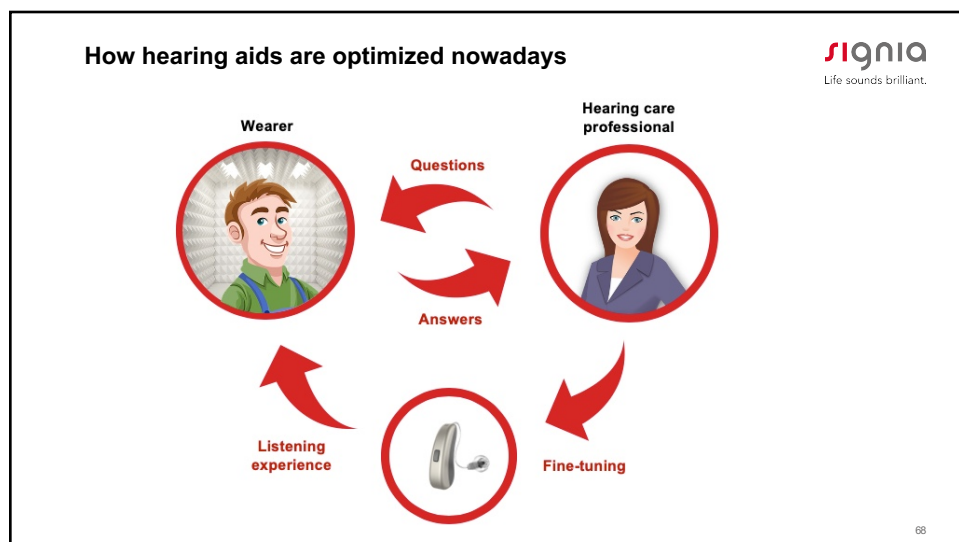 How hearing aids are optimized nowadays
signia
Life sounds brilliant.
Hearing care
professional
Wearer
Questions
Answers
Listening
experience
Fine-tuning
68